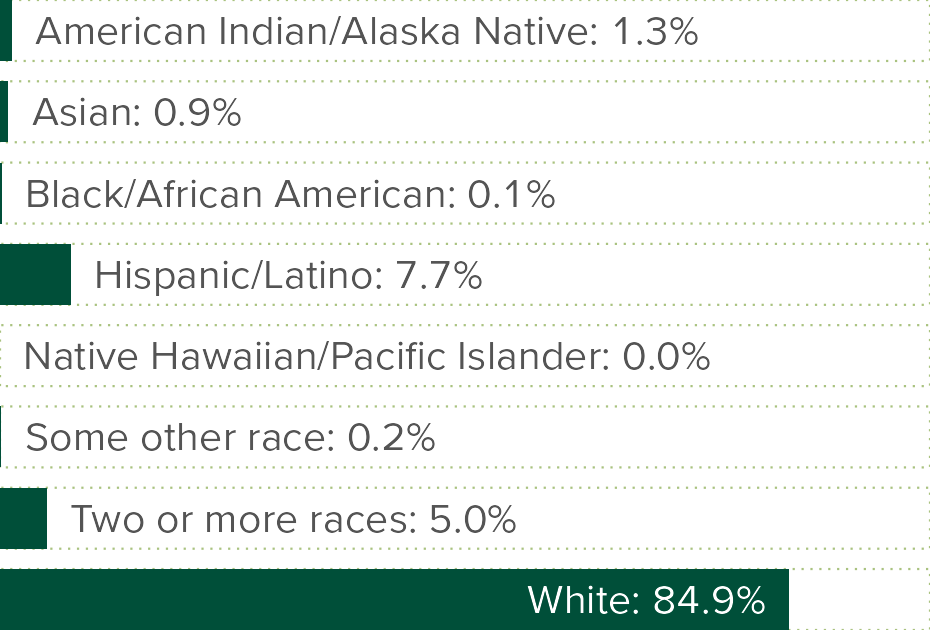 American Indian/Alaska Native: 1.3%
Asian: 0.9%
Black/African American: 0.1%
Hispanic/Latino: 7.7%
Native Hawaiian/Pacific Islander: 0.0%
Some other race: 0.2%
Two or more races: 5.0%
White: 84.9%